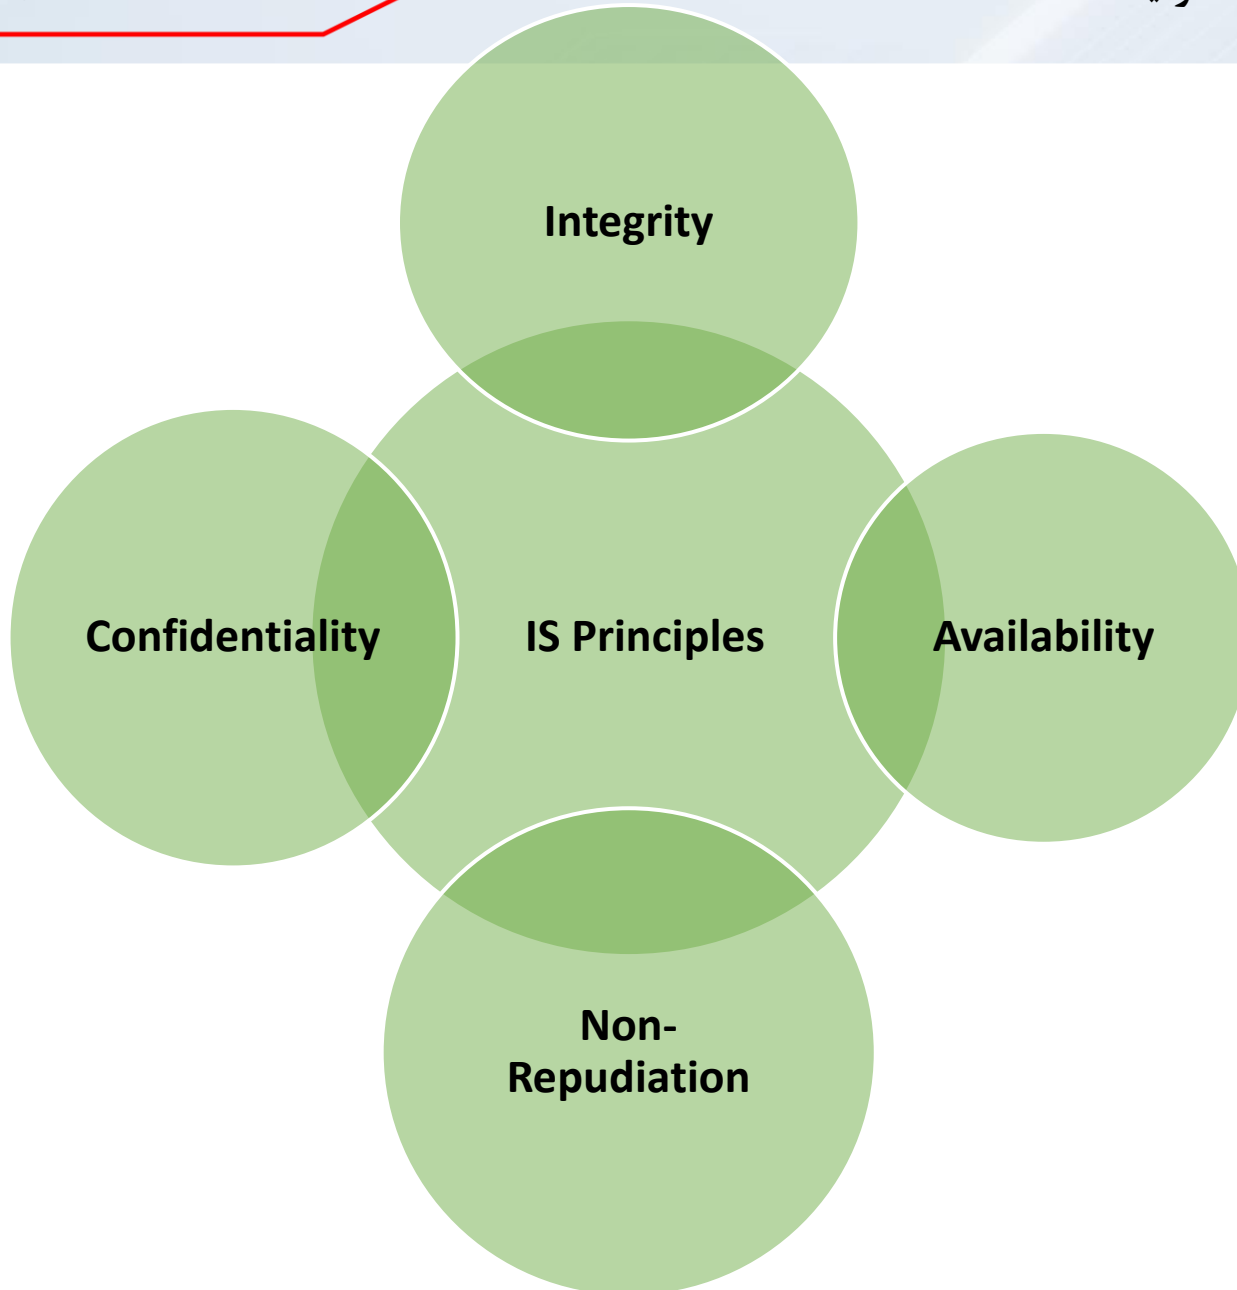 Integrity
Confidentiality
IS Principles
Availability
Non-
Repudiation